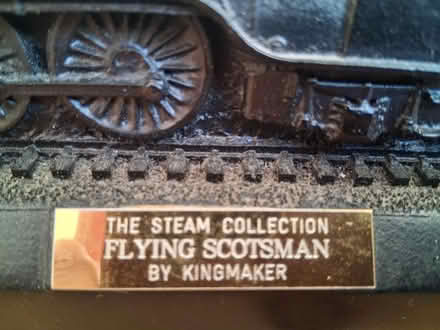 THE STEAM COLLECTION
FLYING SCOTSMAN
BY KINGMAKER